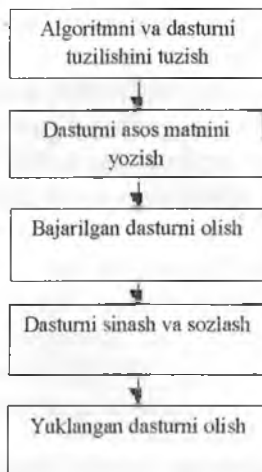 Algoritmni va dasturni
tuzilishini tuzish
Dasturni asos matnini
yozish
Bajarilgan dasturni olish
Dasturni sinash va sozlash
Yuklangan dasturni olish